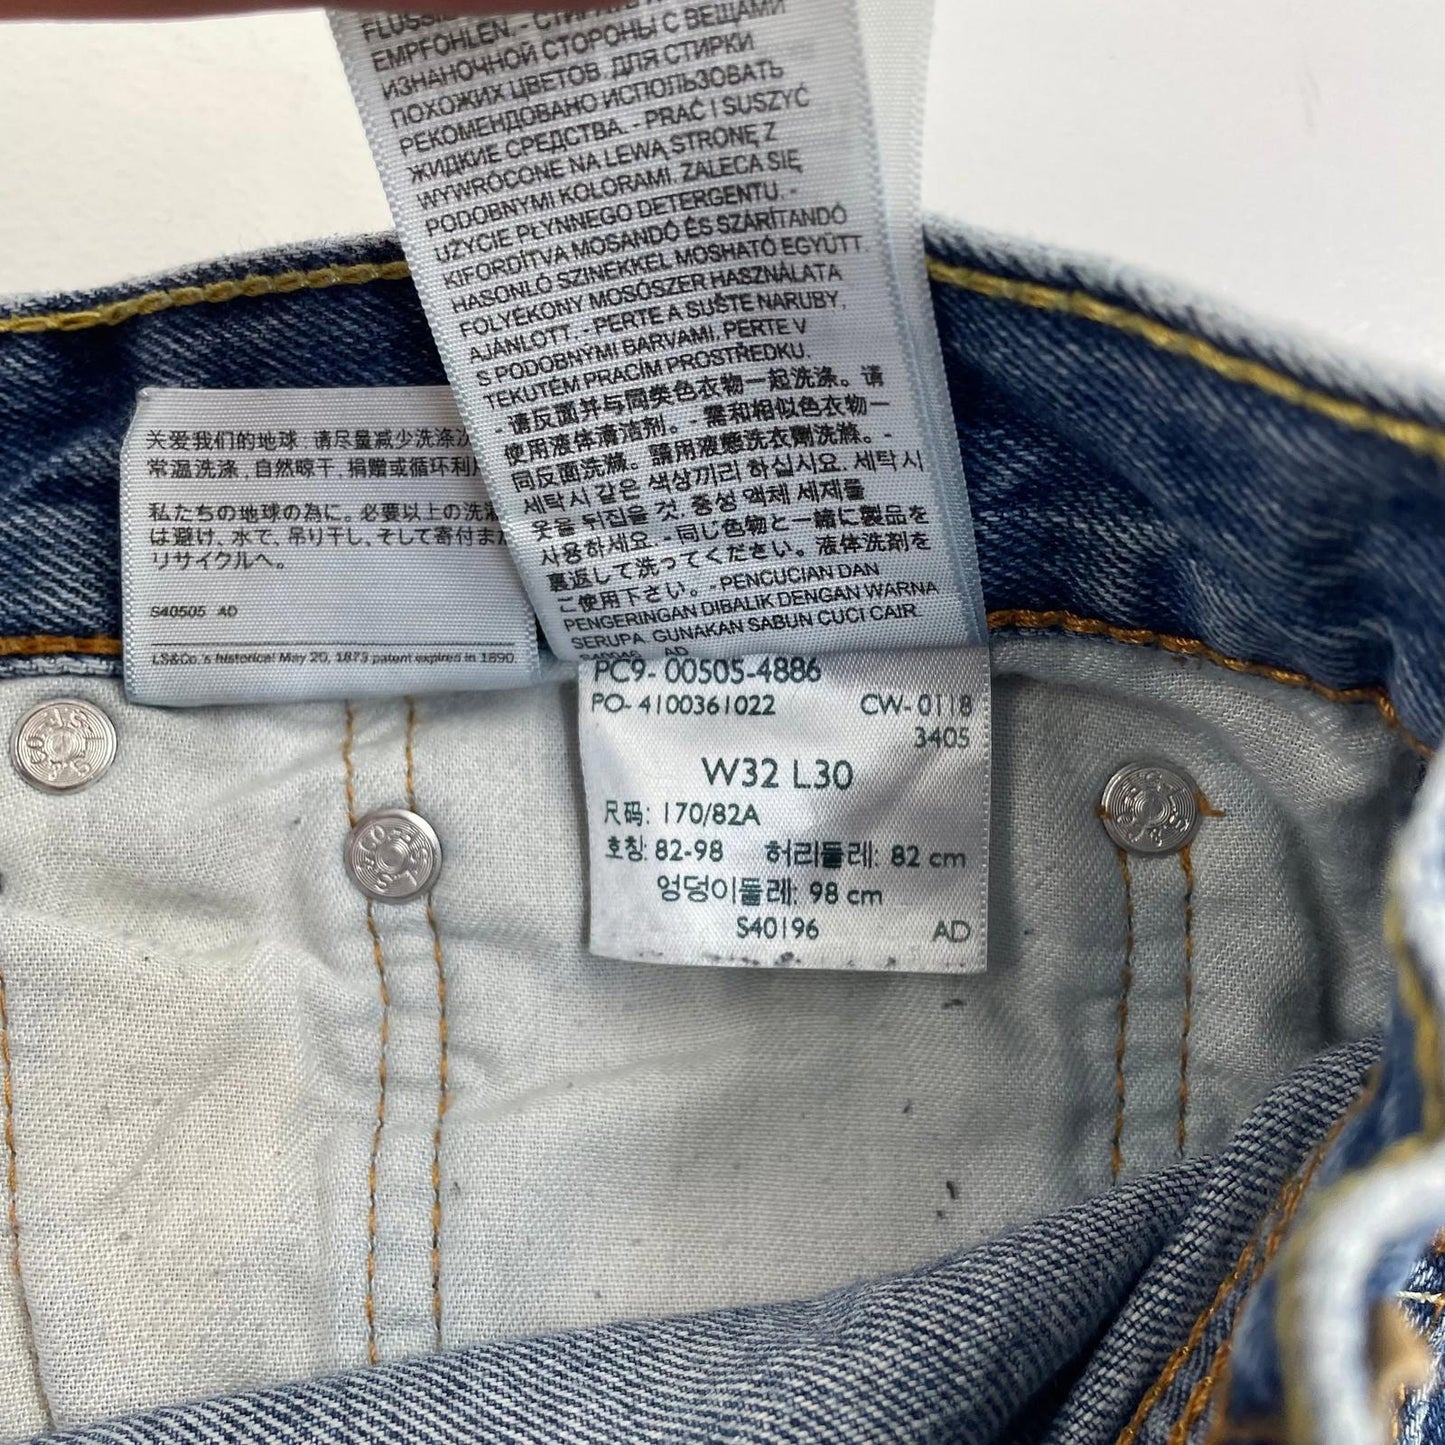 EMPFOHLEN. - СТИРАТЬ
ИЗНАНОЧНОЙ СТОРОНЫ С ВЕЩАМИ
ПОХОЖИХ ЦВЕТОВ. ДЛЯ СТИРКИ
РЕКОМЕНДОВАНО ИСПОЛЬЗОВАТЬ
ЖИДКИЕ СРЕДСТВА. - PRAĆ I SUSZYĆ
WYWRÓCONE NA LEWĄ STRONĘ Z
PODOBNYMI KOLORAMI. ZALECA SIĘ
UŻYCIE PŁYNNEGO DETERGENTU. -
KIFORDÍTVA MOSANDÓ ÉS SZÁRÍTANDÓ
HASONLÓ SZINEKKEL MOSHATÓ EGYÜTT.
FOLYÉKONY MOSÓSZER HASZNÁLATA
AJÁNLOTT. - PERTE A SUŠTE NARUBY.
S PODOBNYMI BARVAMI. PERTE V
TEKUTÉM PRACÍM PROSTŘEDKU.
- 请反面并与同类色衣物一起洗涤。请
使用液体清洁剂。- 需和相似色衣物一
同反面洗滌。請用液態洗衣劑洗滌。-
세탁시 같은 색상끼리 하십시요. 세탁시
옷을 뒤집을 것. 중성 액체 세제를
사용하세요. - 同じ色物と一緒に製品を
裏返して洗ってください。液体洗剤を
ご使用下さい。- PENCUCIAN DAN
PENGERINGAN DIBALIK DENGAN WARNA
SERUPA. GUNAKAN SABUN CUCI CAIR.
AD
关爱我们的地球 请尽量减少洗涤
常温洗涤,自然晾干,捐赠或循环利
私たちの地球の為に。必要以上の洗
は避け、水で、吊り干し、そして寄付ま
リサイクルへ。
S40505 AD
LS&Co.'s historical May 20, 1873 patent expired in 1890.
PC9- 00505-4886
PO- 4100361022 CW- 0118
3405
W32 L30
尺码: 170/82A
호칭: 82-98 허리둘레: 82 cm
엉덩이둘레: 98 cm
S40196 AD